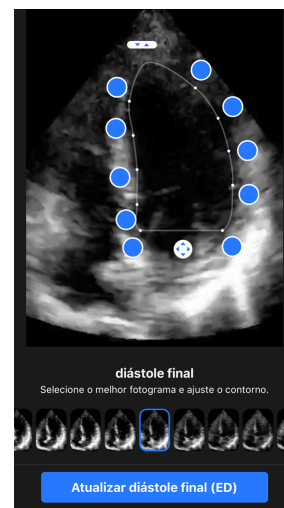 diástole final
Selecione o melhor fotograma e ajuste o contorno.
Atualizar diástole final (ED)